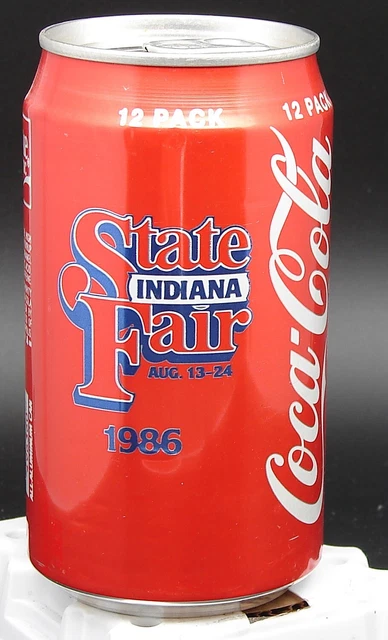 12 PACK
12 PACK
State
INDIANA
Fair
AUG. 13-24
1986
Coca-Cola